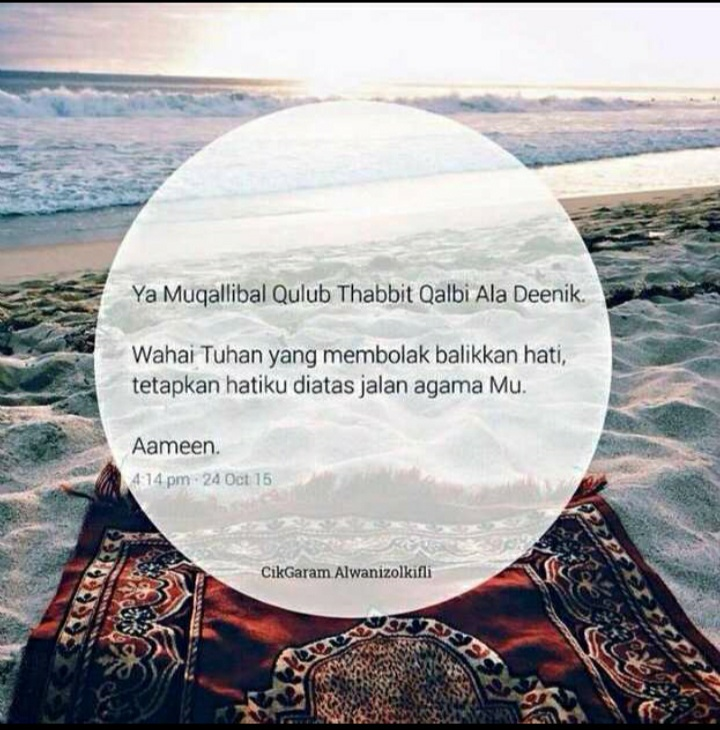 Ya Muqallibal Qulub Thabbit Qalbi Ala Deenik.
Wahai Tuhan yang membolak balikkan hati,
tetapkan hatiku diatas jalan agama Mu.
Aameen.
4:14 pm · 24 Oct 15
CikGaram.Alwanizolkifli